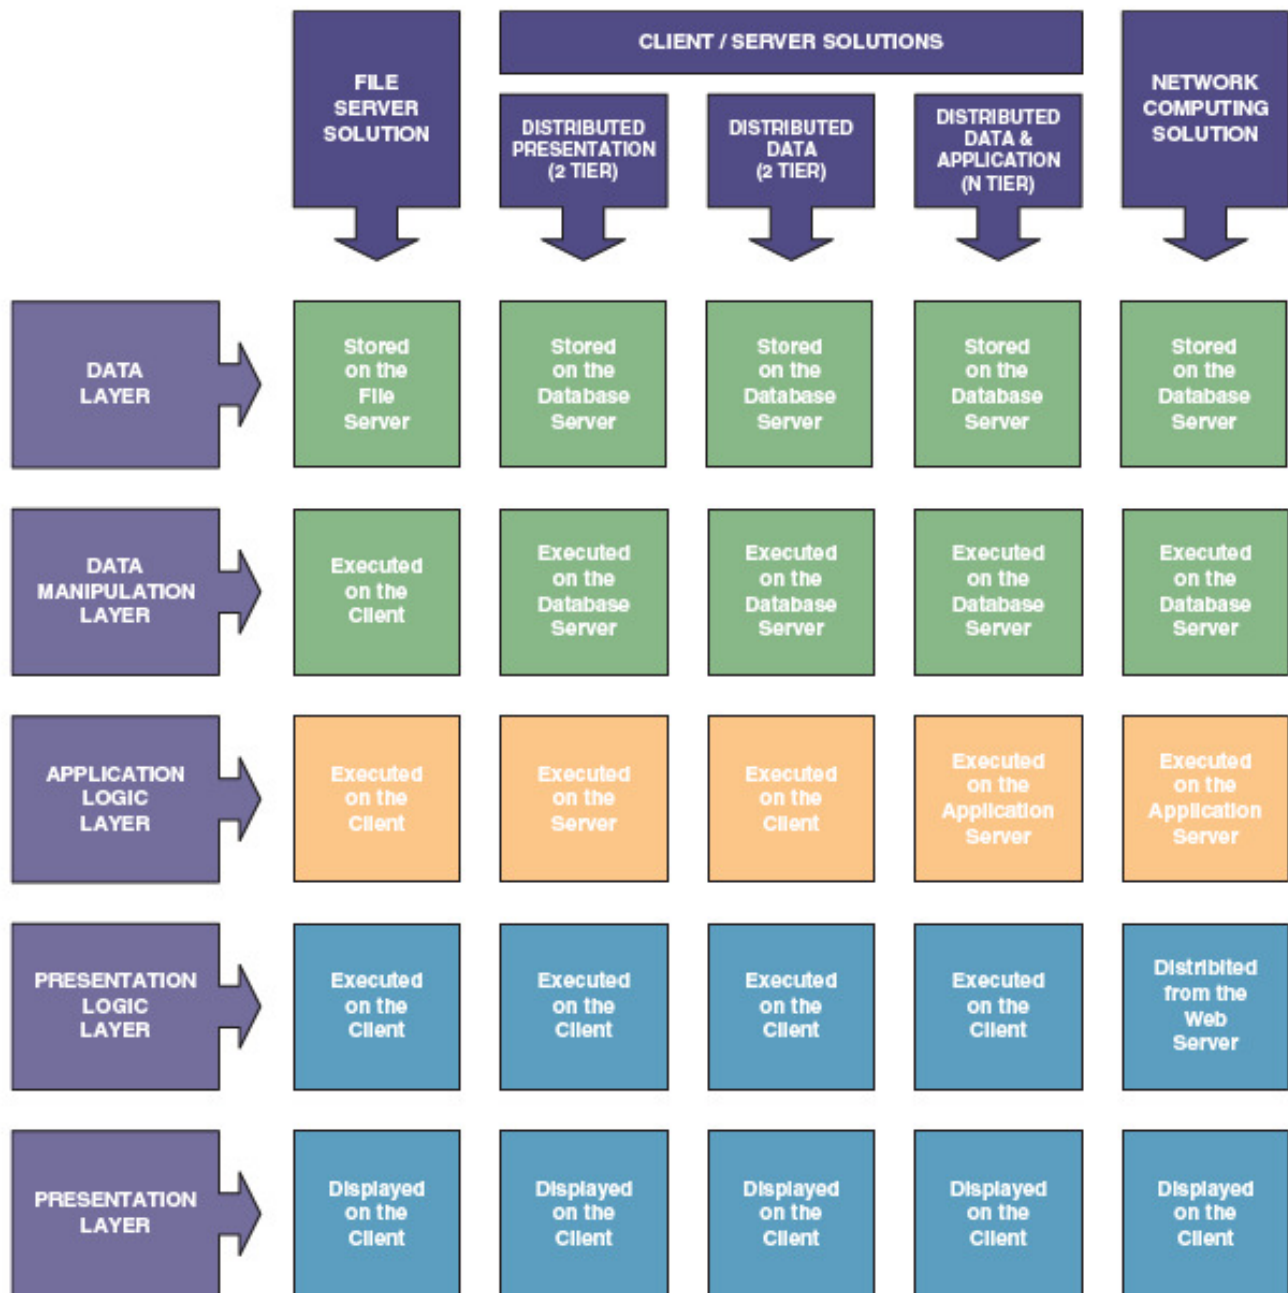 CLIENT / SERVER SOLUTIONS
FILE
SERVER
SOLUTION
DISTRIBUTED
PRESENTATION
(2 TIER)
DISTRIBUTED
DATA
(2 TIER)
DISTRIBUTED
DATA &
APPLICATION
(N TIER)
NETWORK
COMPUTING
SOLUTION
DATA
LAYER
Stored
on the
File
Server
Stored
on the
Database
Server
Stored
on the
Database
Server
Stored
on the
Database
Server
Stored
on the
Database
Server
DATA
MANIPULATION
LAYER
Executed
on the
Client
Executed
on the
Database
Server
Executed
on the
Database
Server
Executed
on the
Database
Server
Executed
on the
Database
Server
APPLICATION
LOGIC
LAYER
Executed
on the
Client
Executed
on the
Server
Executed
on the
Client
Executed
on the
Application
Server
Executed
on the
Application
Server
PRESENTATION
LOGIC
LAYER
Executed
on the
Client
Executed
on the
Client
Executed
on the
Client
Executed
on the
Client
Distribited
from the
Web
Server
PRESENTATION
LAYER
Displayed
on the
Client
Displayed
on the
Client
Displayed
on the
Client
Displayed
on the
Client
Displayed
on the
Client